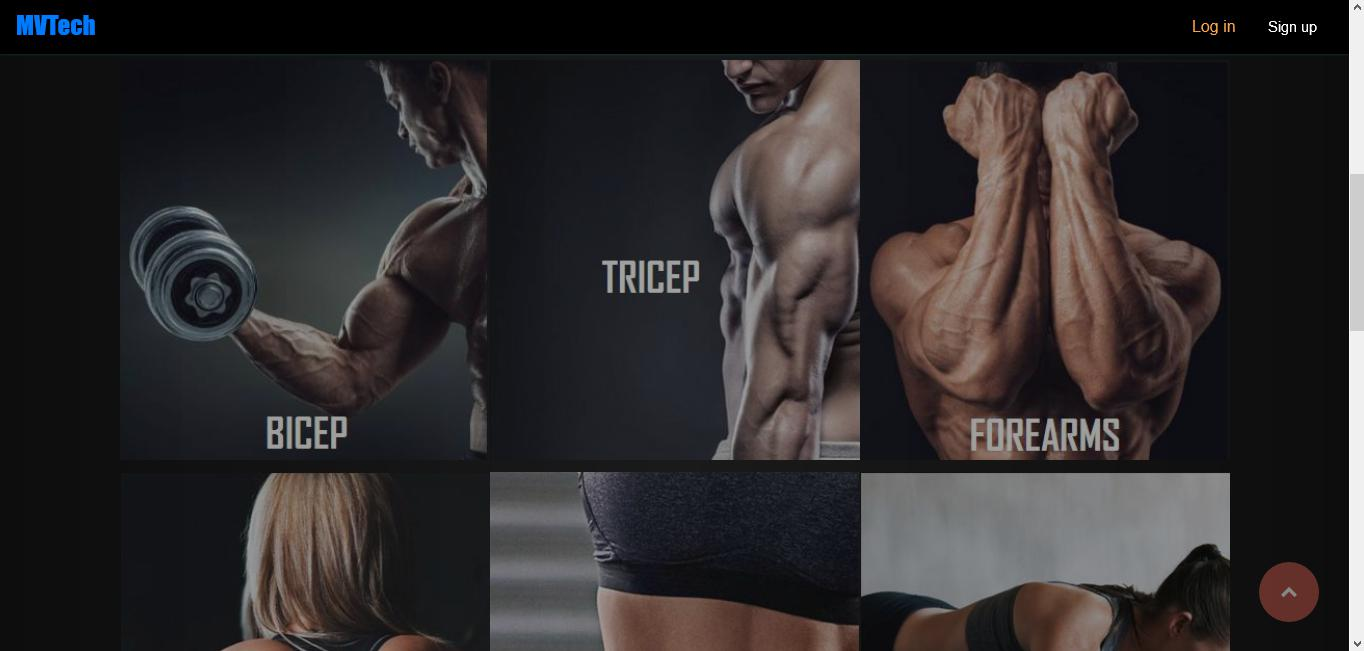 MVTech
Log in
Sign up
TRICEP
BICEP
FOREARMS